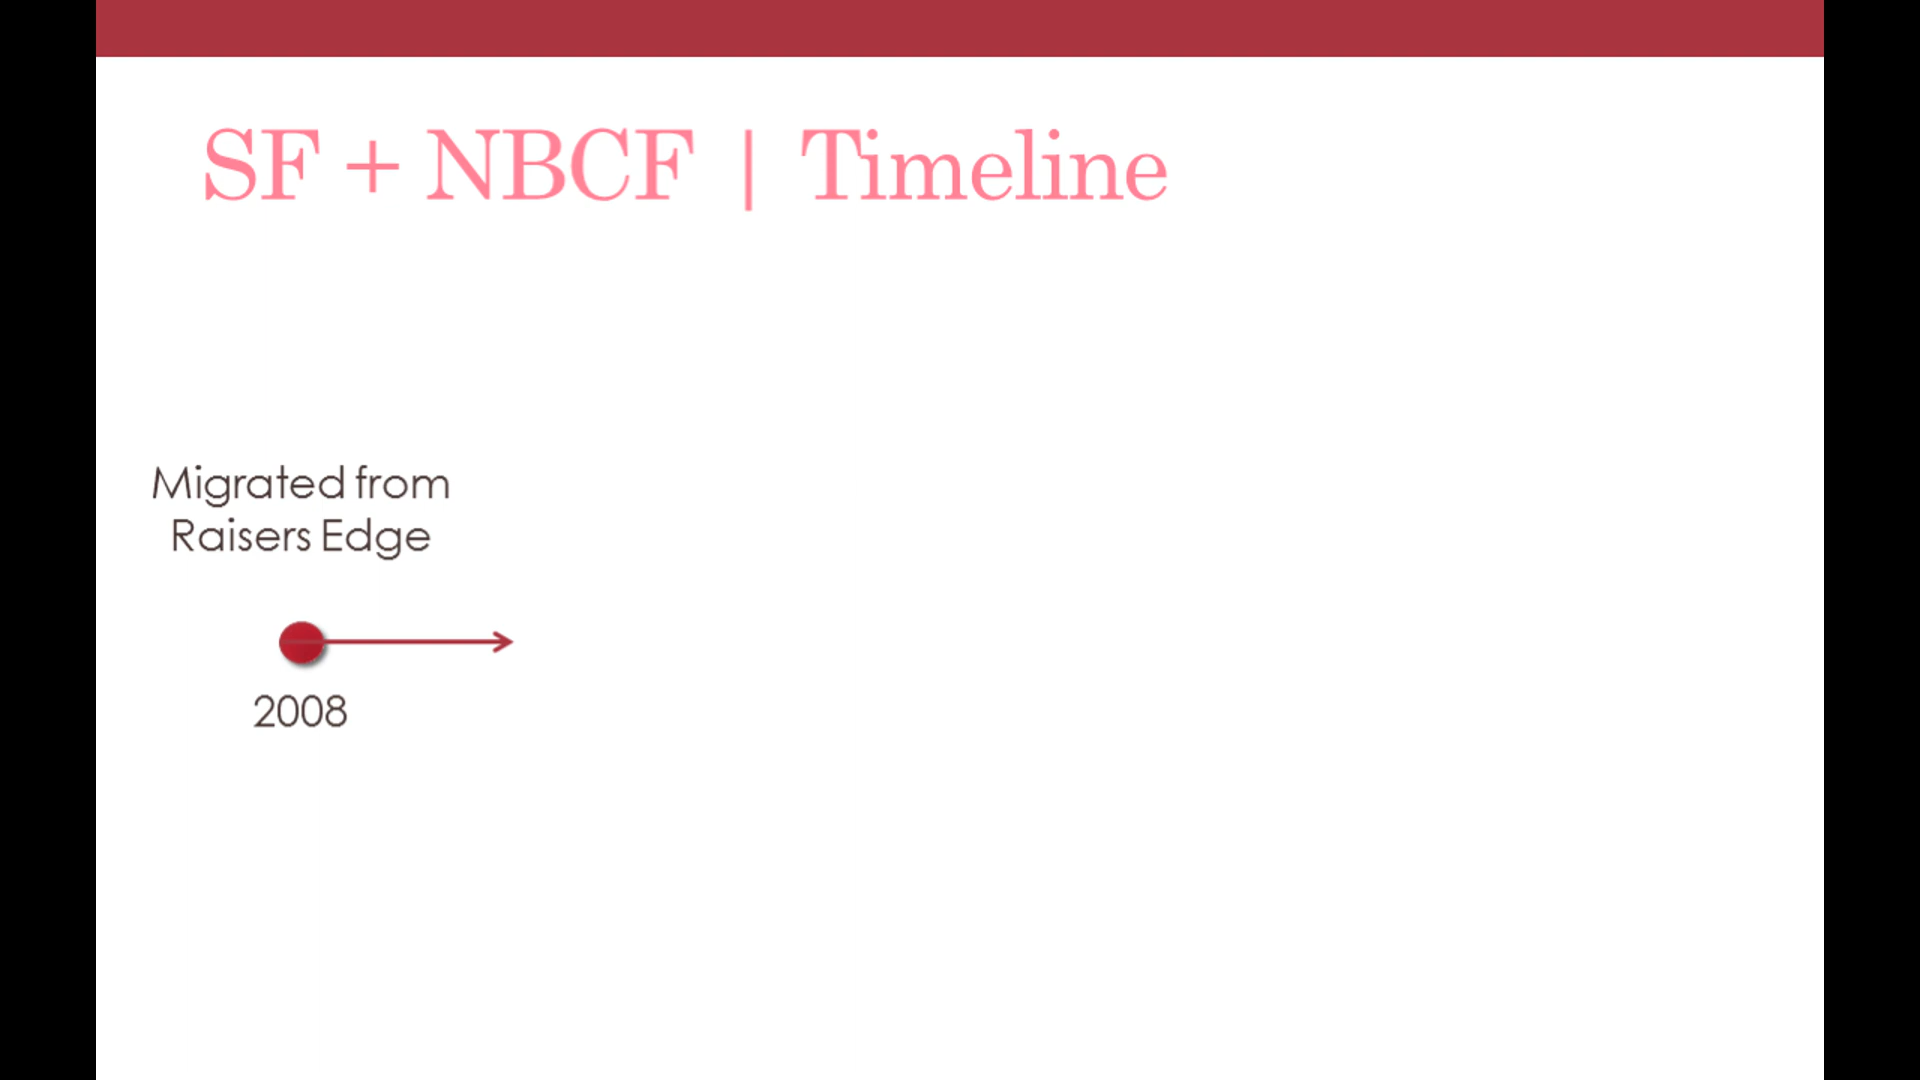 SF + NBCF | Timeline
Migrated from
Raisers Edge
2008